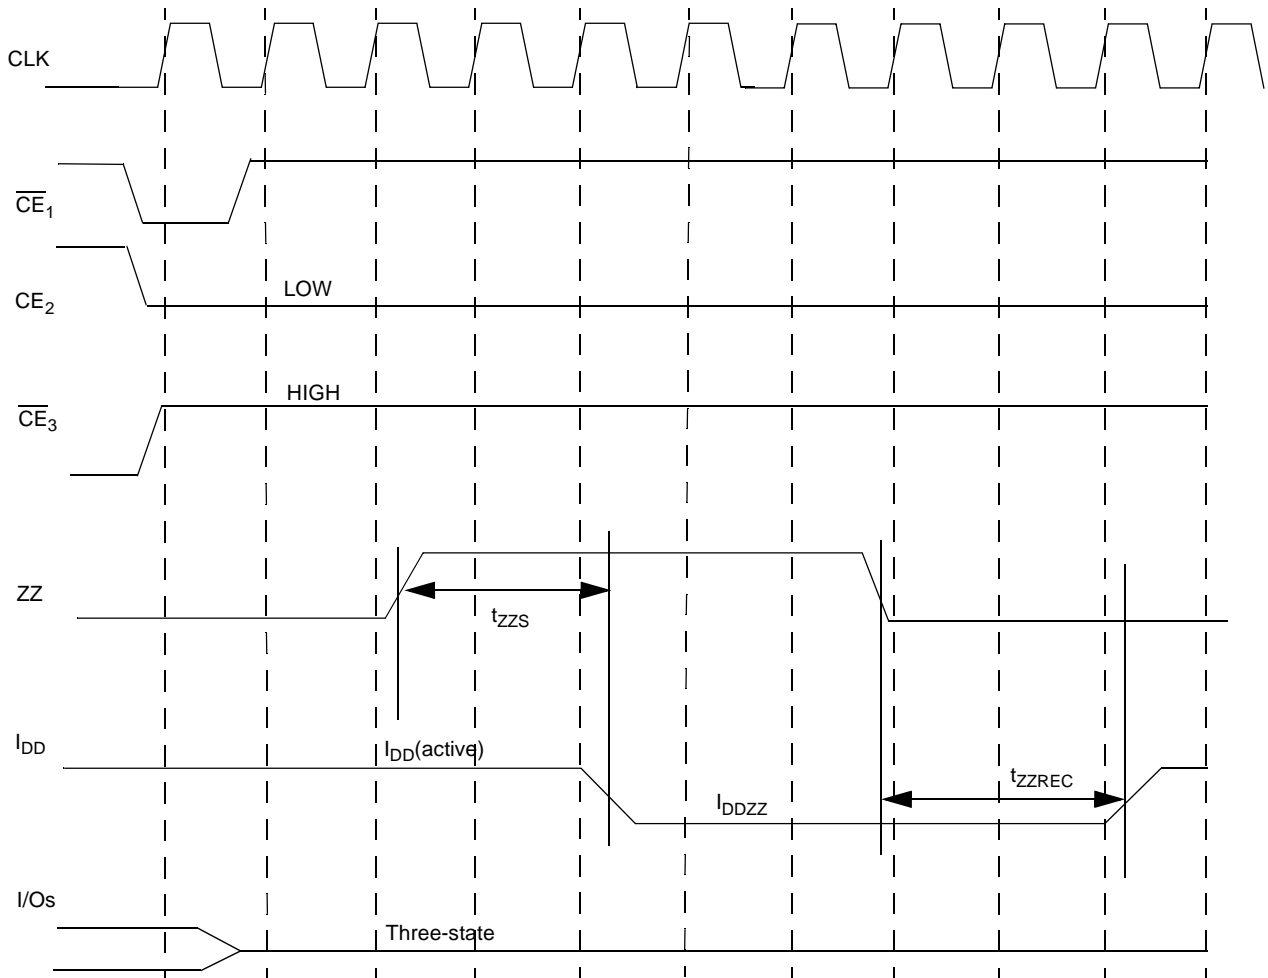 CLK
CE1
CE2
LOW
HIGH
CE3
ZZ
tZZS
IDD
IDD(active)
tZZREC
IDDZZ
I/Os
Three-state